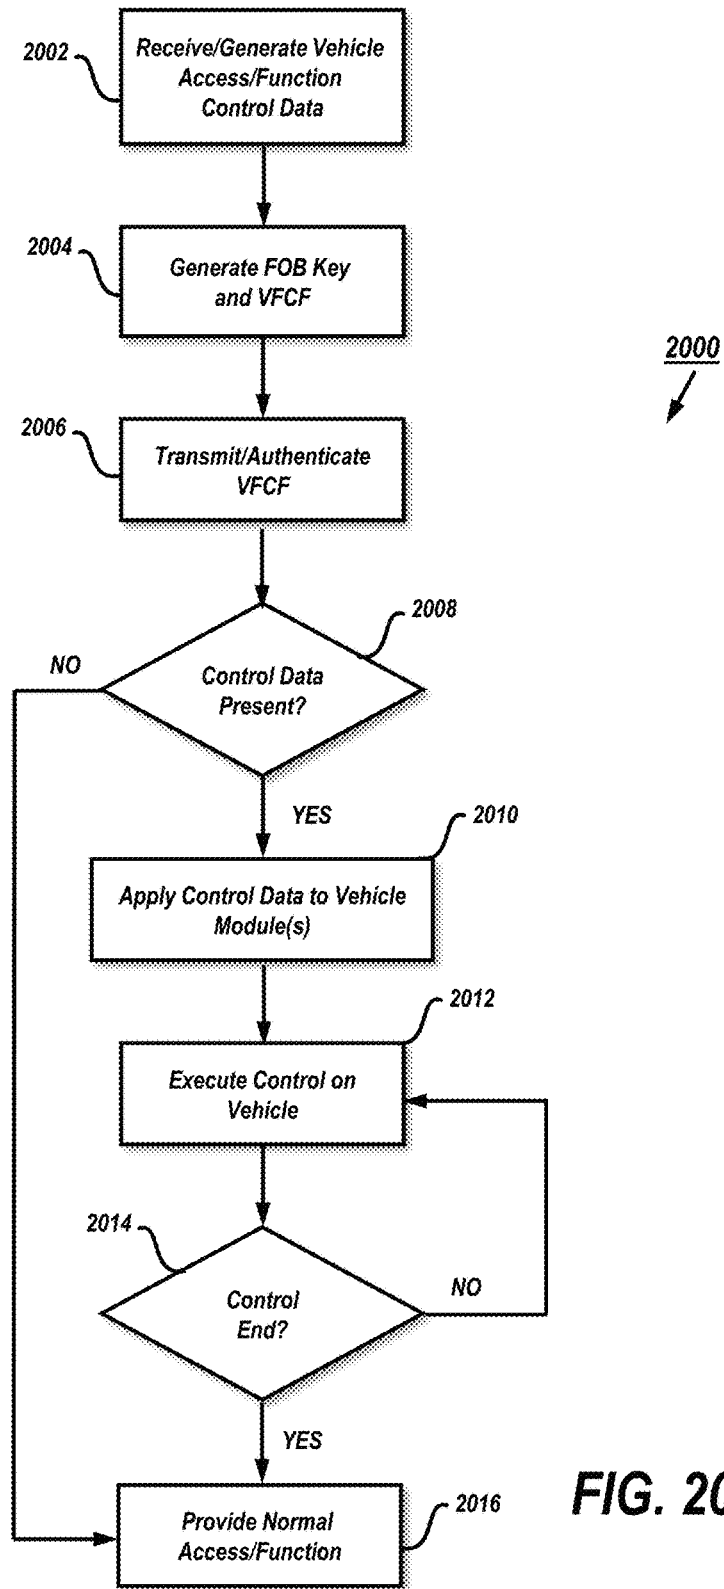 2002
Receive/Generate Vehicle
Access/Function
Control Data
2004
Generate FOB Key
and VFCF
2000
2006
Transmit/Authenticate
VFCF
2008
NO
Control Data
Present?
YES
2010
Apply Control Data to Vehicle
Module(s)
2012
Execute Control on
Vehicle
2014
Control
End?
NO
YES
2016
Provide Normal
Access/Function
FIG. 20